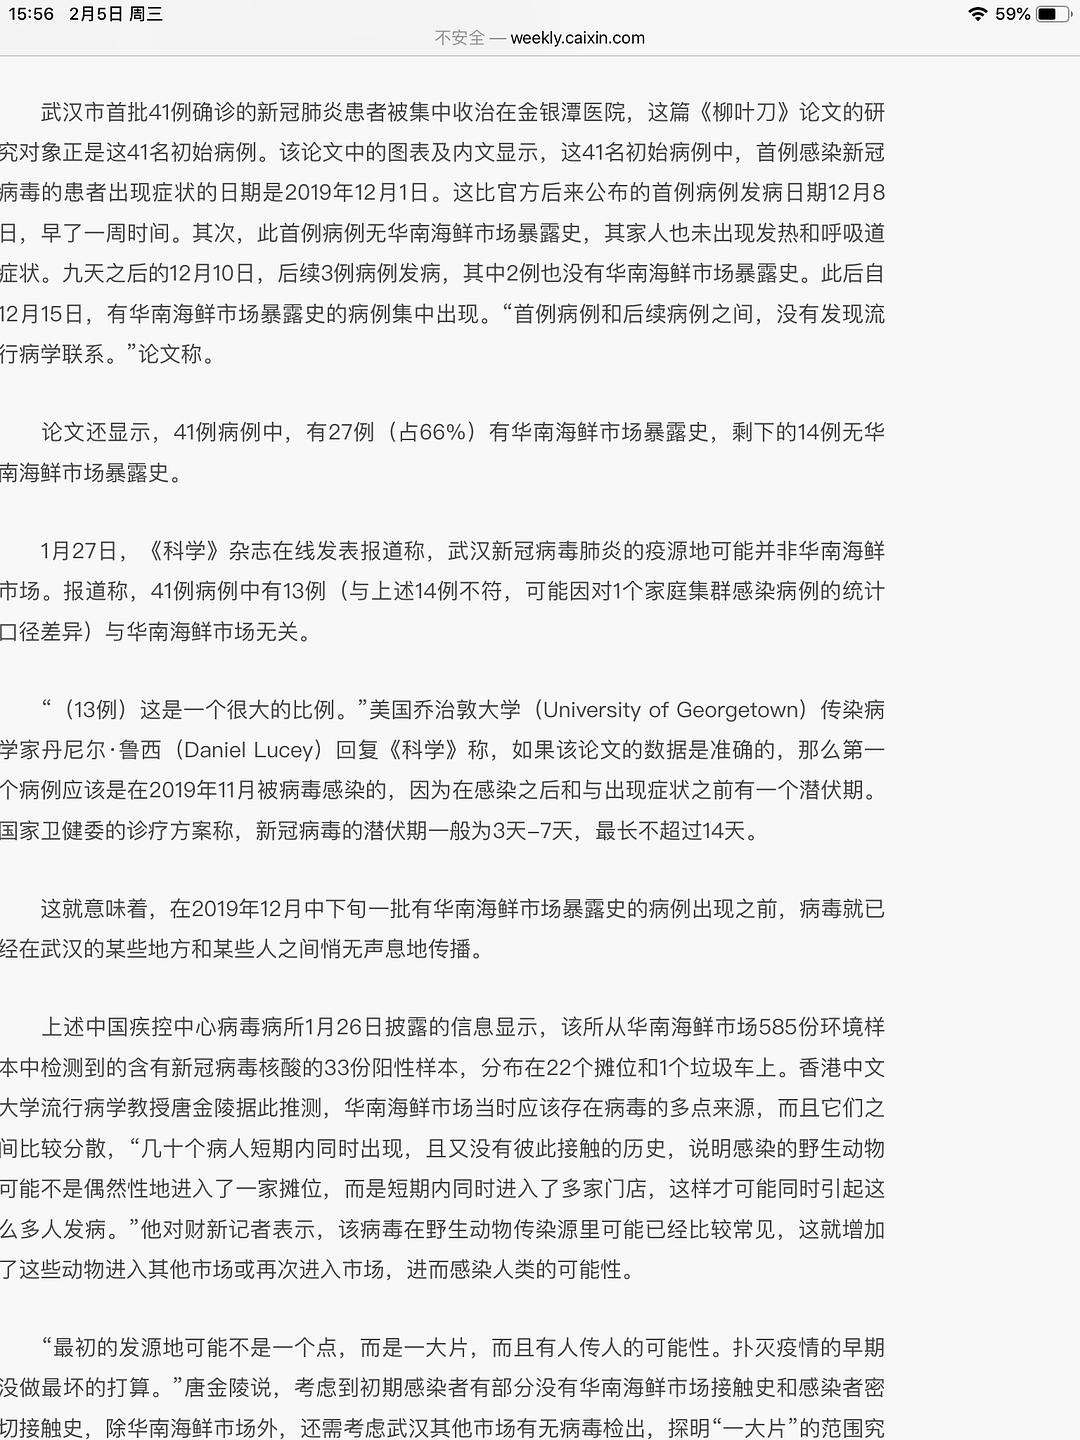 15:56 2月5日 周三
59%
不安全 — weekly.caixin.com
武汉市首批41例确诊的新冠肺炎患者被集中收治在金银潭医院，这篇《柳叶刀》论文的研
究对象正是这41名初始病例。该论文中的图表及内文显示，这41名初始病例中，首例感染新冠
病毒的患者出现症状的日期是2019年12月1日。这比官方后来公布的首例病例发病日期12月8
日，早了一周时间。其次，此首例病例无华南海鲜市场暴露史，其家人也未出现发热和呼吸道
症状。九天之后的12月10日，后续3例病例发病，其中2例也没有华南海鲜市场暴露史。此后自
12月15日，有华南海鲜市场暴露史的病例集中出现。“首例病例和后续病例之间，没有发现流
行病学联系。”论文称。
论文还显示，41例病例中，有27例（占66%）有华南海鲜市场暴露史，剩下的14例无华
南海鲜市场暴露史。
1月27日，《科学》杂志在线发表报道称，武汉新冠病毒肺炎的疫源地可能并非华南海鲜
市场。报道称，41例病例中有13例（与上述14例不符，可能因对1个家庭集群感染病例的统计
口径差异）与华南海鲜市场无关。
“（13例）这是一个很大的比例。”美国乔治敦大学（University of Georgetown）传染病
学家丹尼尔·鲁西（Daniel Lucey）回复《科学》称，如果该论文的数据是准确的，那么第一
个病例应该是在2019年11月被病毒感染的，因为在感染之后和与出现症状之前有一个潜伏期。
国家卫健委的诊疗方案称，新冠病毒的潜伏期一般为3天–7天，最长不超过14天。
这就意味着，在2019年12月中下旬一批有华南海鲜市场暴露史的病例出现之前，病毒就已
经在武汉的某些地方和某些人之间悄无声息地传播。
上述中国疾控中心病毒病所1月26日披露的信息显示，该所从华南海鲜市场585份环境样
本中检测到的含有新冠病毒核酸的33份阳性样本，分布在22个摊位和1个垃圾车上。香港中文
大学流行病学教授唐金陵据此推测，华南海鲜市场当时应该存在病毒的多点来源，而且它们之
间比较分散，“几十个病人短期内同时出现，且又没有彼此接触的历史，说明感染的野生动物
可能不是偶然性地进入了一家摊位，而是短期内同时进入了多家门店，这样才可能同时引起这
么多人发病。”他对财新记者表示，该病毒在野生动物传染源里可能已经比较常见，这就增加
了这些动物进入其他市场或再次进入市场，进而感染人类的可能性。
“最初的发源地可能不是一个点，而是一大片，而且有人传人的可能性。扑灭疫情的早期
没做最坏的打算。”唐金陵说，考虑到初期感染者有部分没有华南海鲜市场接触史和感染者密
切接触史，除华南海鲜市场外，还需考虑武汉其他市场有无病毒检出，探明“一大片”的范围究